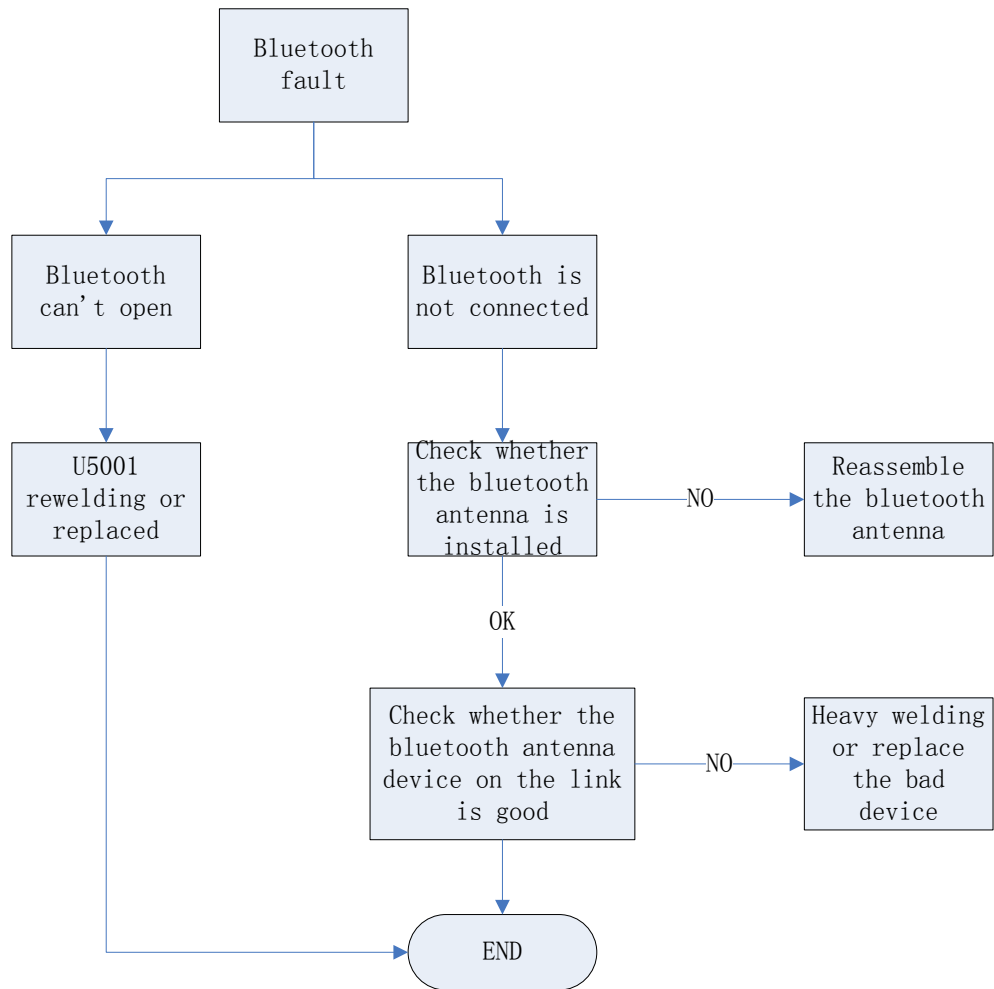 Bluetooth
fault
Bluetooth
can't open
Bluetooth is
not connected
U5001
rewelding or
replaced
Check whether
the bluetooth
antenna is
installed
NO
Reassemble
the bluetooth
antenna
OK
Check whether the
bluetooth antenna
device on the link
is good
NO
Heavy welding
or replace
the bad
device
END